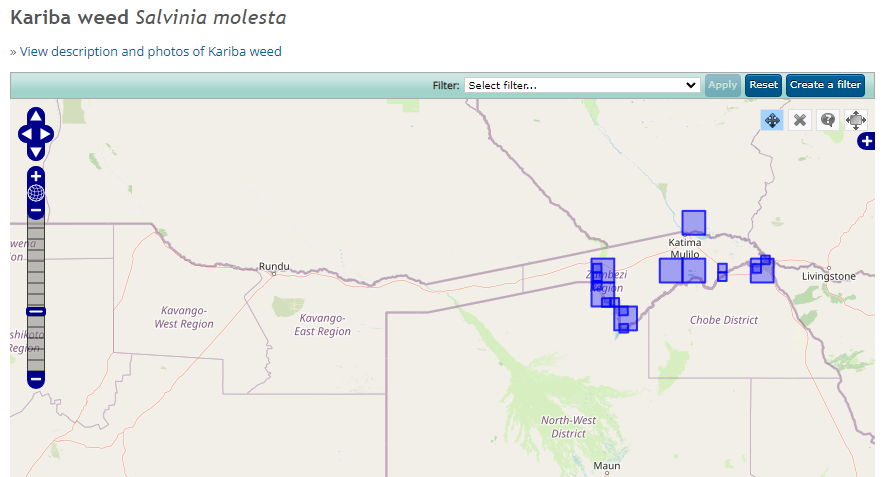 Kariba weed Salvinia molesta
» View description and photos of Kariba weed
Filter:
Select filter...
Apply
Reset
Create a filter
wena
on
Rundu
Katima
Mulilo
Zambezi
Region
Livingstone
Kavango-
West Region
Kavango-
East Region
Chobe District
shikoto
Region
North-West
District
Maun